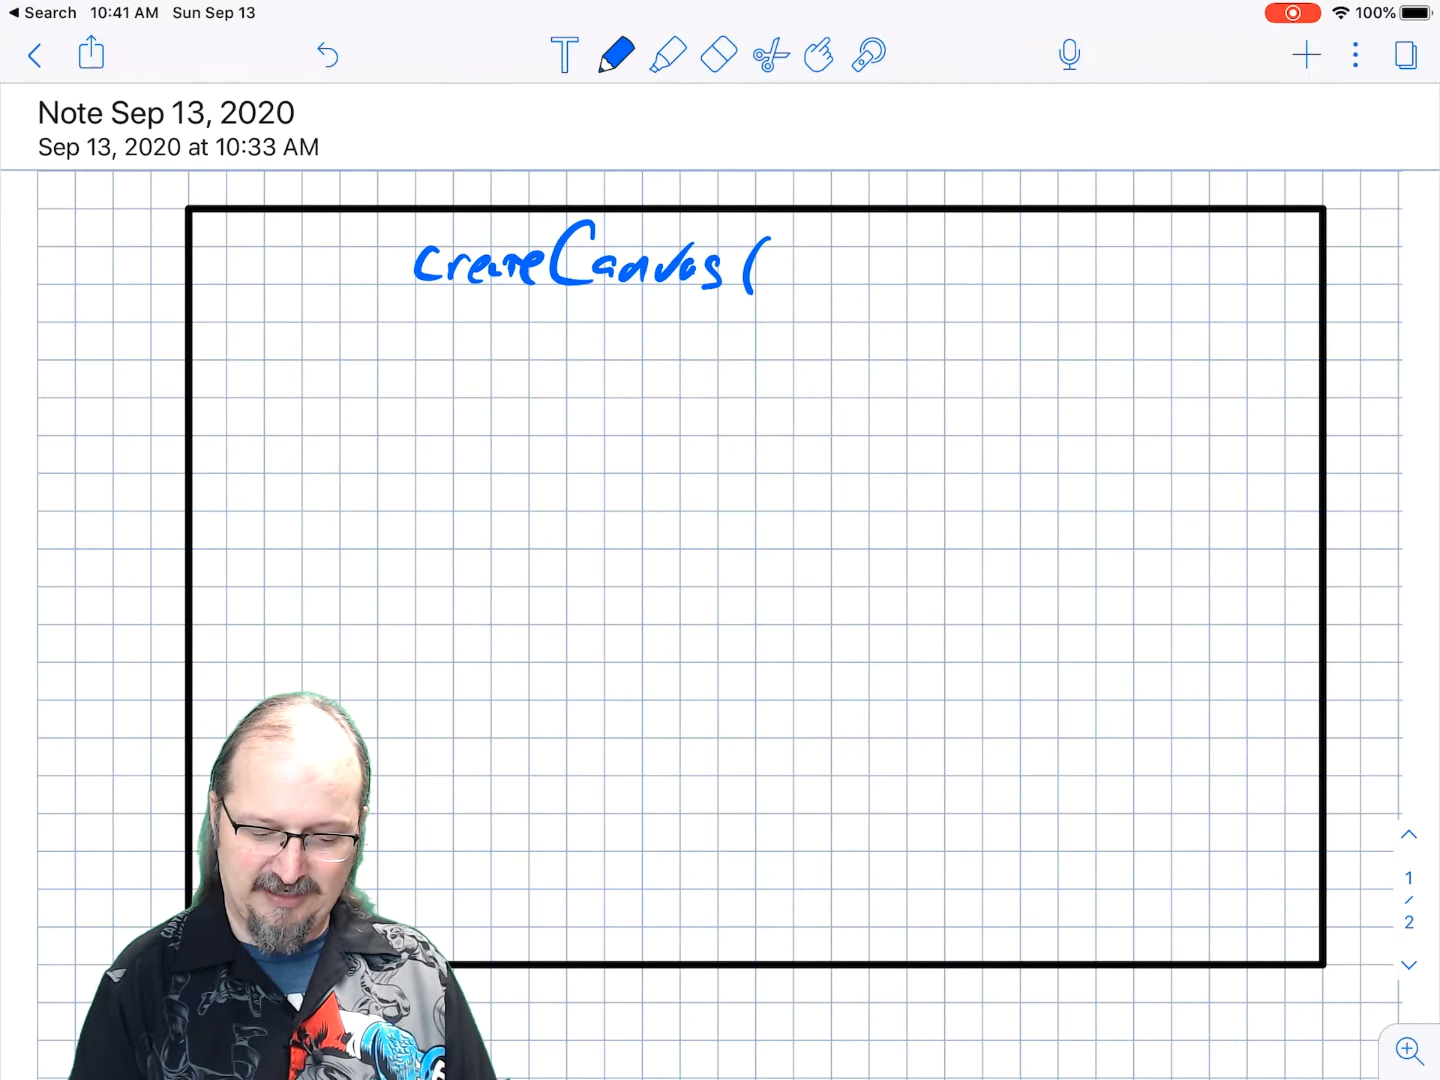 Search 10:41 AM Sun Sep 13 100%
T
Note Sep 13, 2020
Sep 13, 2020 at 10:33 AM
createCanvas (
1
/
2